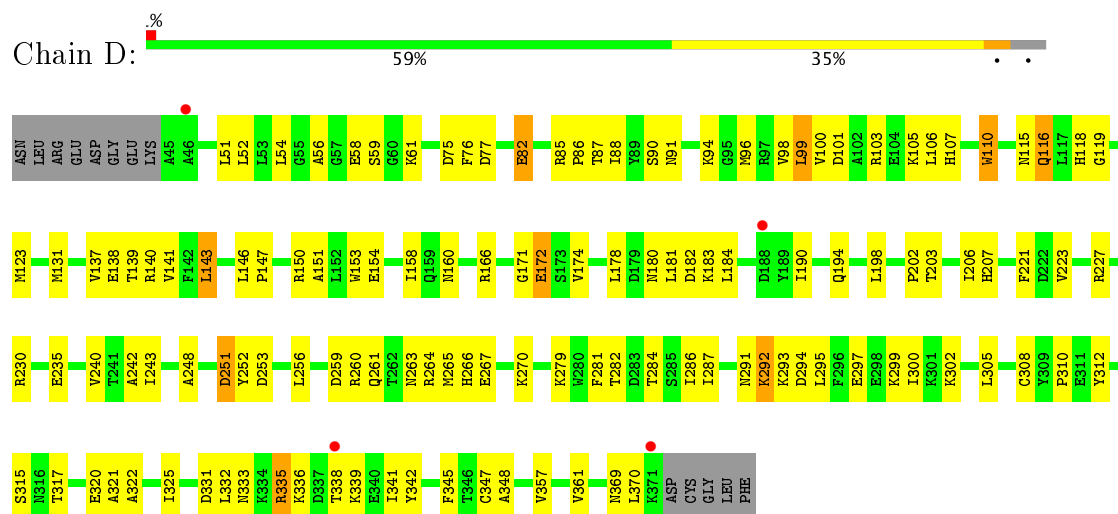 .%
Chain D:
59% 35% • •
ASN LEU ARG GLU ASP GLY GLU LYS A45 A46 L51 L52 L53 L54 G55 A56 G57 E58 S59 G60 K61 D75 F76 D77 E82 R85 P86 T87 I88 Y89 S90 N91 K94 G95 M96 R97 V98 L99 V100 D101 A102 R103 E104 K105 L106 H107 W110 N115 Q116 L117 H118 G119
M123 M131 V137 E138 T139 R140 V141 F142 L143 L146 P147 R150 A151 L152 W153 E154 I158 Q159 N160 R166 G171 E172 S173 V174 L178 D179 N180 L181 D182 K183 L184 D188 Y189 I190 Q194 L198 P202 T203 I206 H207 F221 D222 V223 R227
R230 E235 V240 T241 A242 I243 A248 D251 Y252 D253 L256 D259 R260 Q261 T262 N263 R264 M265 H266 E267 K270 K279 W280 F281 T282 D283 T284 S285 I286 I287 N291 K292 K293 D294 L295 F296 E297 E298 K299 I300 K301 K302 L305 C308 Y309 P310 E311 Y312
S315 N316 T317 E320 A321 A322 I325 D331 L332 N333 K334 R335 K336 D337 T338 K339 E340 I341 Y342 F345 T346 C347 A348 V357 V361 N369 L370 K371 ASP CYS GLY LEU PHE